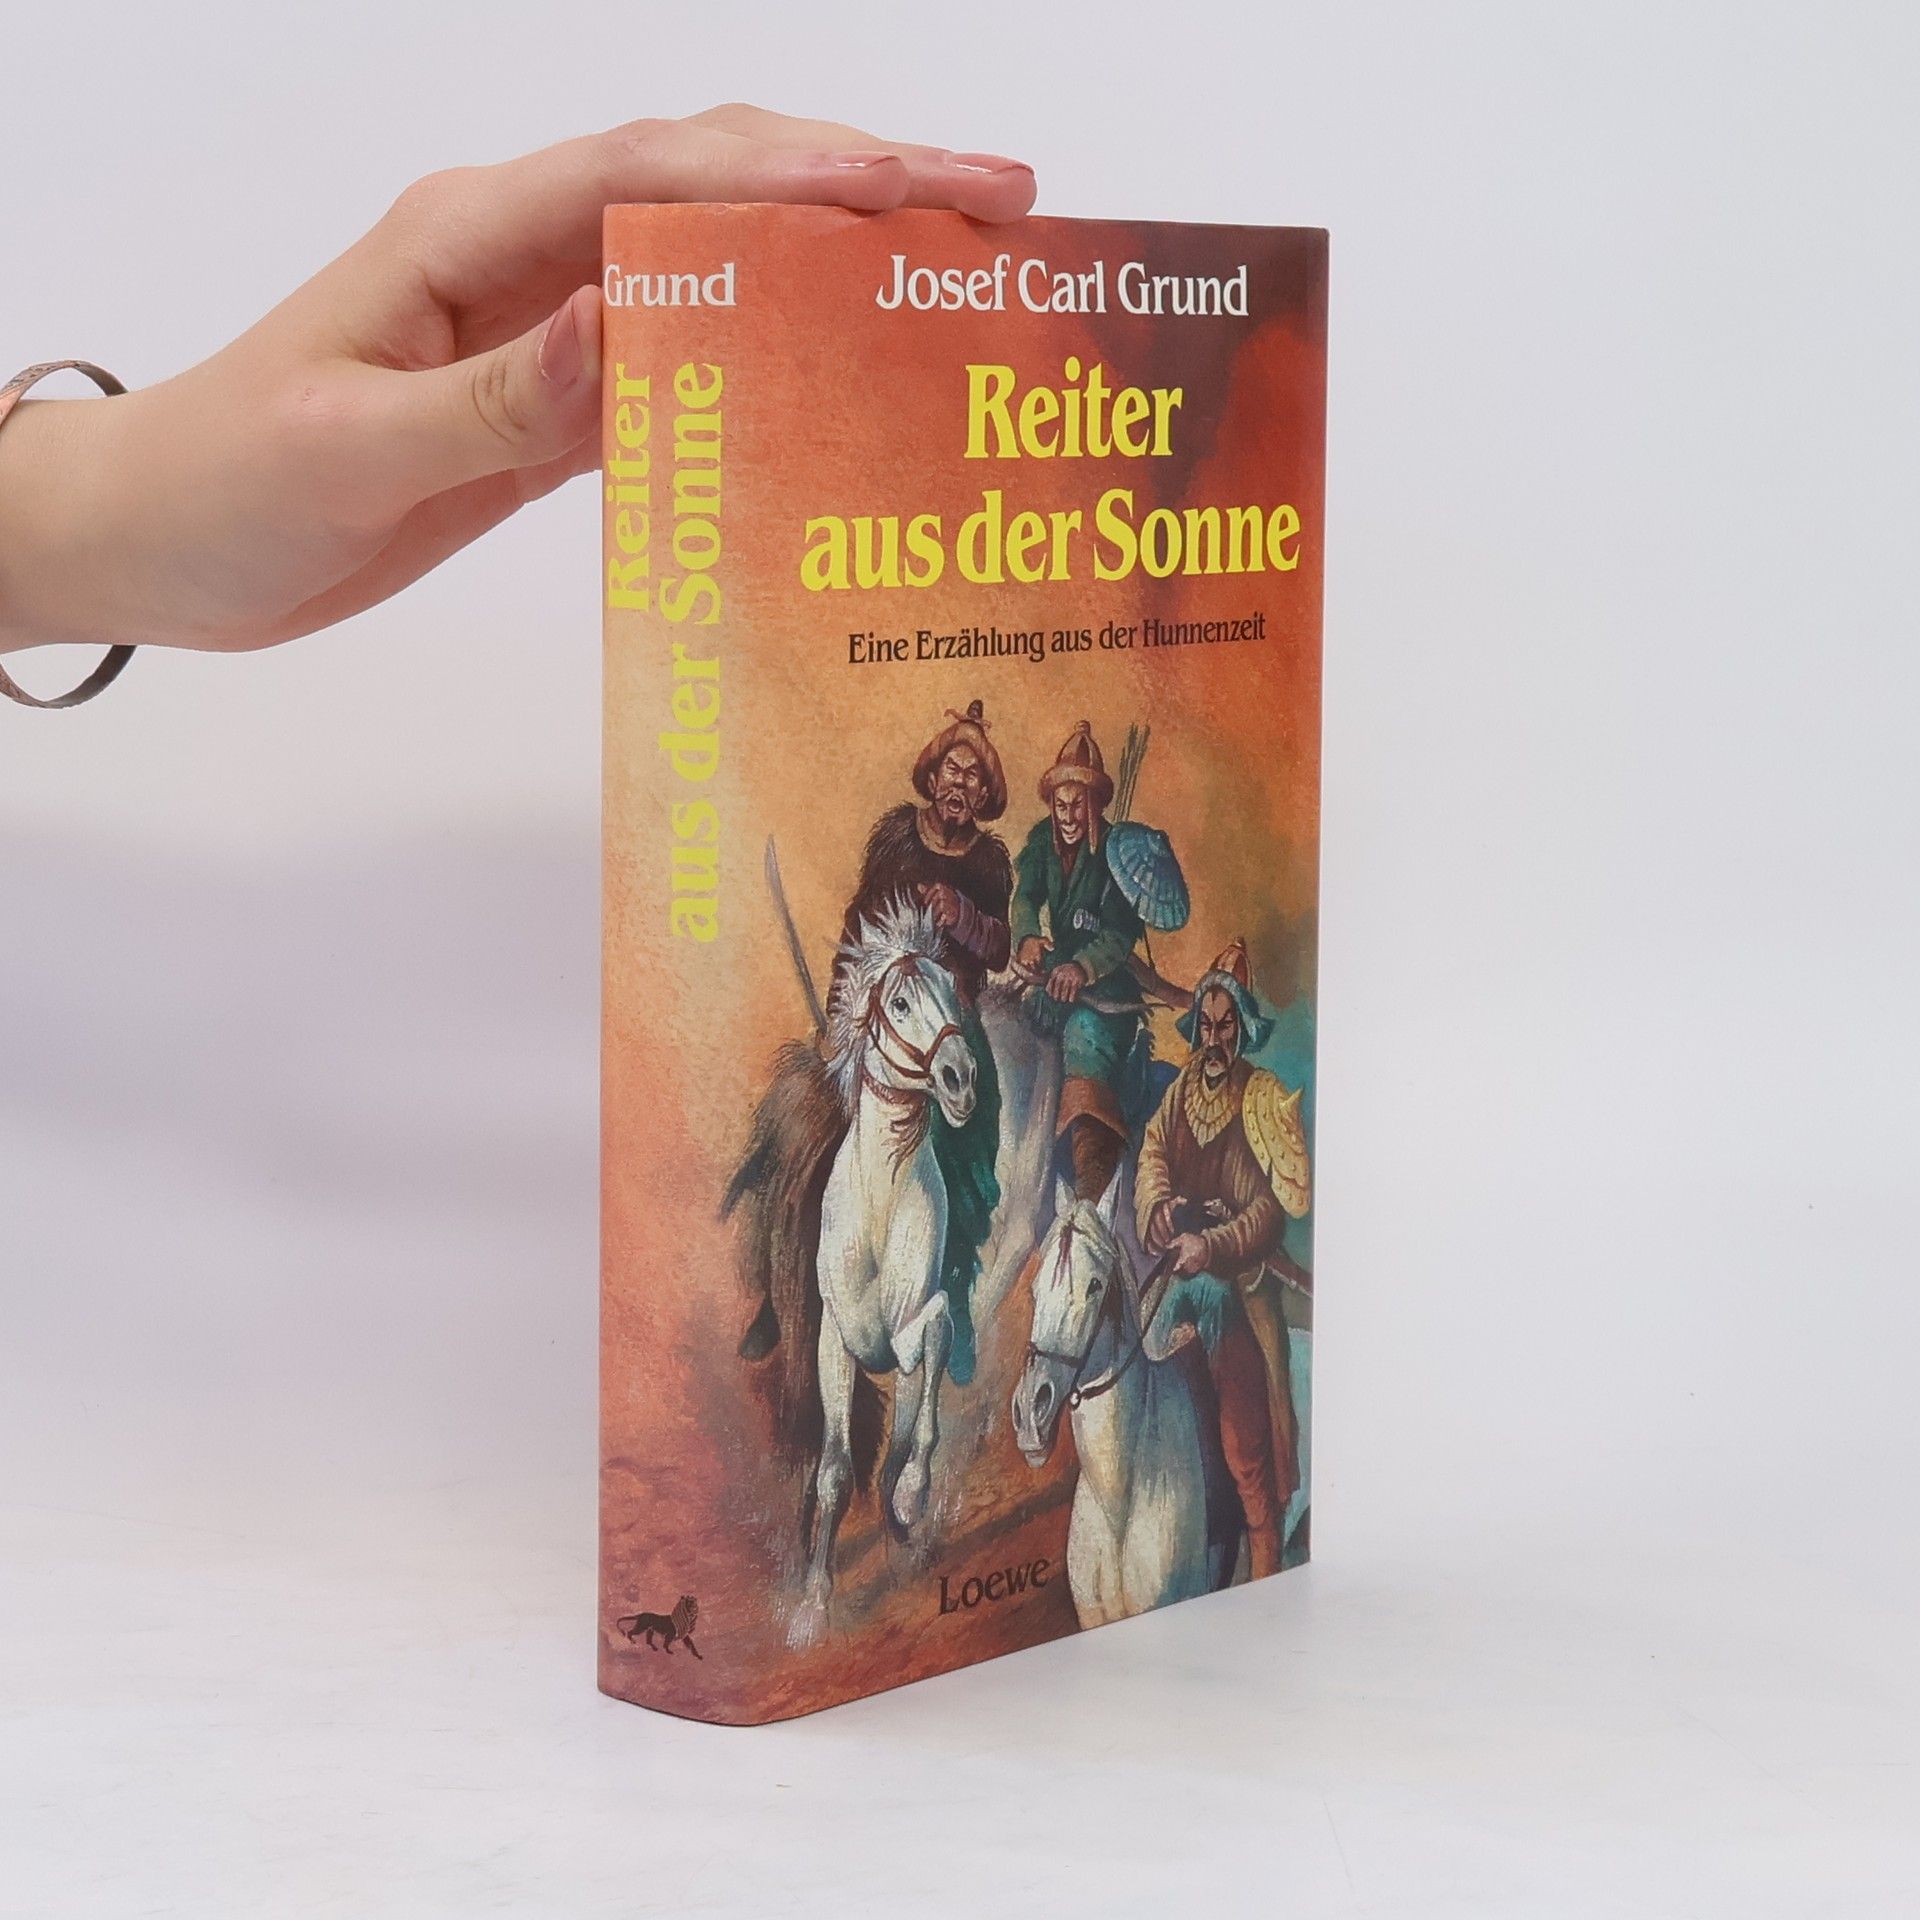 Grund
Reiter
aus der Sonne
Josef Carl Grund
Reiter
aus der Sonne
Eine Erzählung aus der Hunnenzeit
Loewe